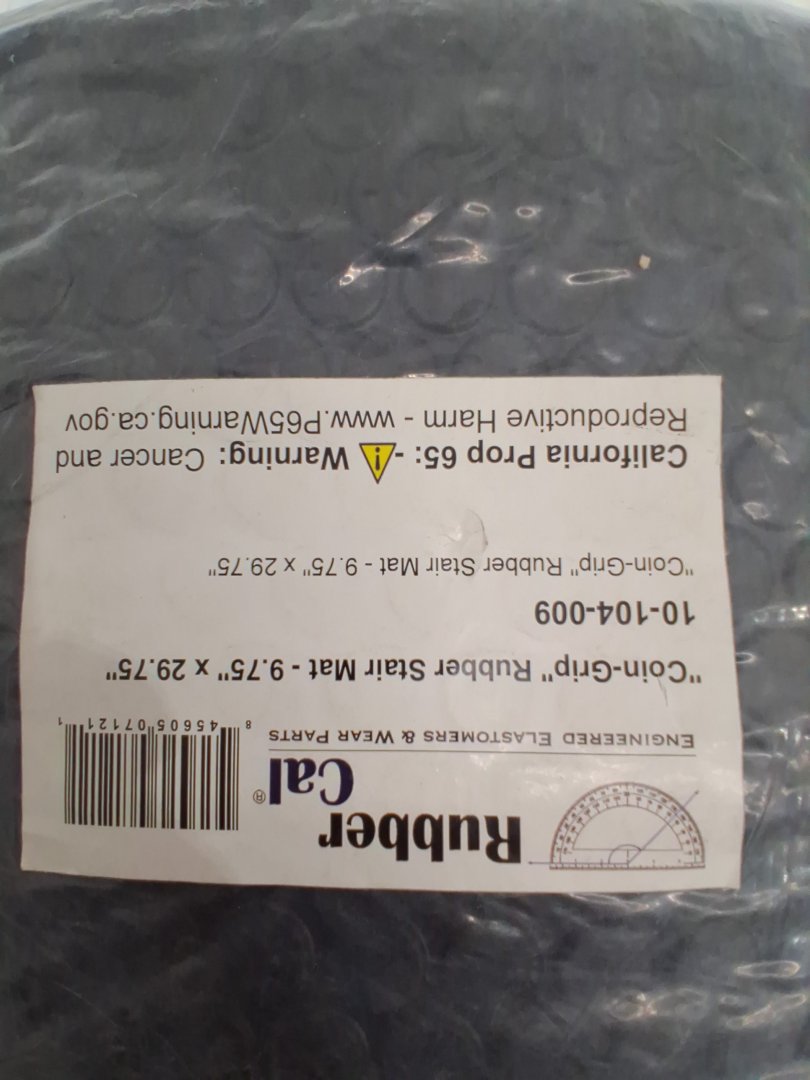 Rubber
Cal®
ENGINEERED ELASTOMERS & WEAR PARTS
8 45605 07121 1
"Coin-Grip" Rubber Stair Mat - 9.75" x 29.75"
10-104-009
"Coin-Grip" Rubber Stair Mat - 9.75" x 29.75"
California Prop 65: -⚠ Warning: Cancer and
Reproductive Harm - www.P65Warning.ca.gov